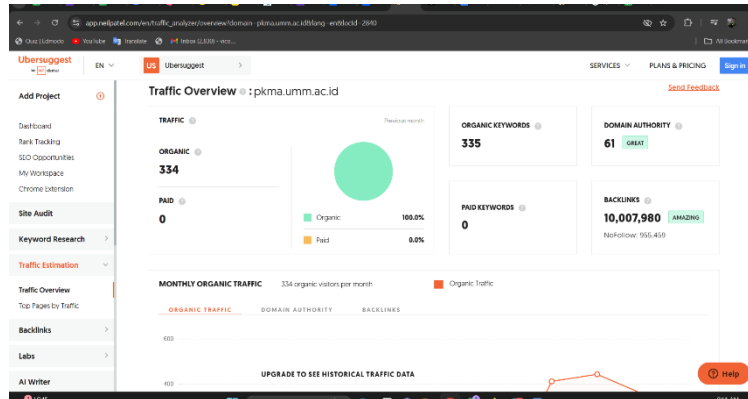 app.neilpatel.com/en/traffic_analyzer/overview?domain=pkma.umm.ac.id&lang=en&locId=2840
Quiz | Edmodo
YouTube
Translate
All Bookmar
Ubersuggest
EN
US Ubersuggest
SERVICES
PLANS & PRICING
Sign in
Add Project
Dashboard
Rank Tracking
SEO Opportunities
My Workspace
Chrome Extension
Site Audit
Keyword Research
Traffic Estimation
Traffic Overview
Top Pages by Traffic
Backlinks
Labs
AI Writer
Traffic Overview : pkma.umm.ac.id
Send Feedback
TRAFFIC
Previous month
ORGANIC
334
PAID
0
Organic 100.0%
Paid 0.0%
ORGANIC KEYWORDS
335
DOMAIN AUTHORITY
61 GREAT
PAID KEYWORDS
0
BACKLINKS
10,007,980 AMAZING
NoFollow: 955,459
MONTHLY ORGANIC TRAFFIC
334 organic visitors per month
Organic Traffic
ORGANIC TRAFFIC
DOMAIN AUTHORITY
BACKLINKS
600
UPGRADE TO SEE HISTORICAL TRAFFIC DATA
400
Help